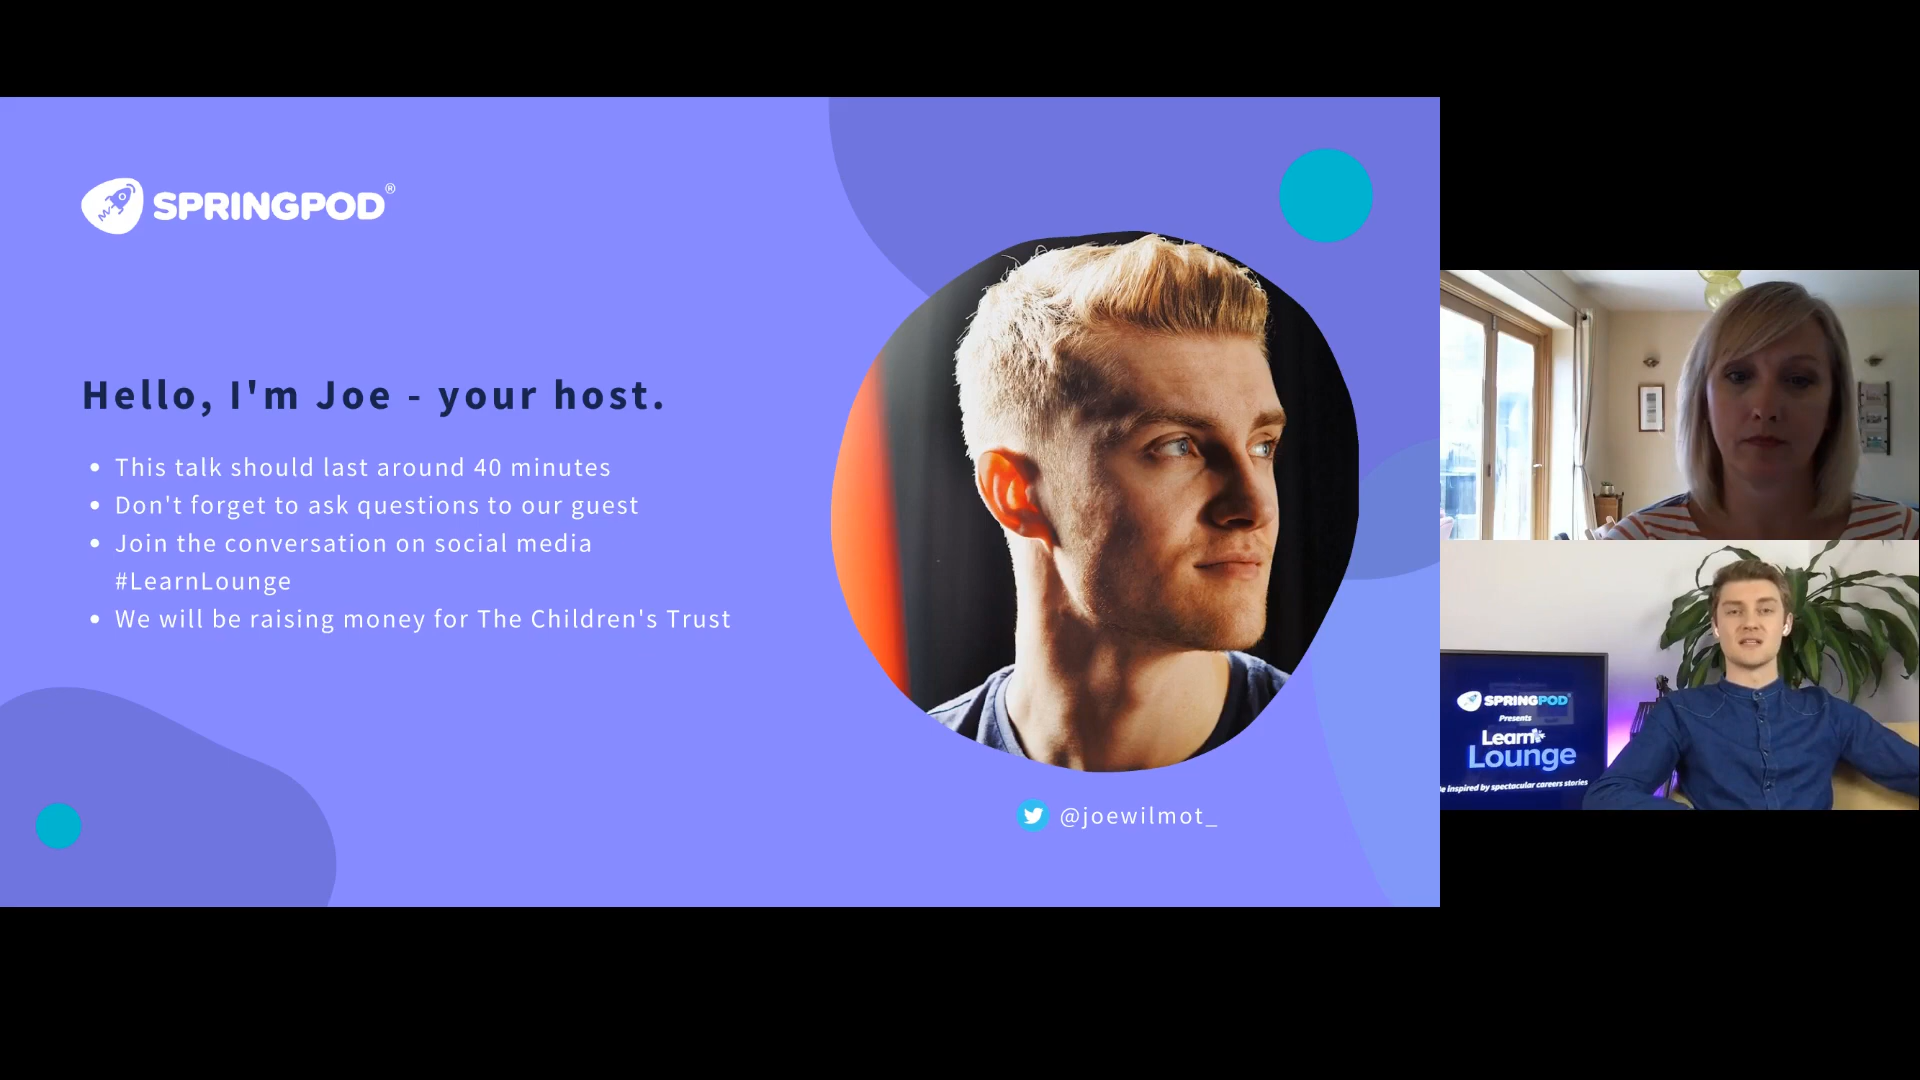 SPRINGPOD®
Hello, I'm Joe - your host.
• This talk should last around 40 minutes
• Don't forget to ask questions to our guest
• Join the conversation on social media
#LearnLounge
• We will be raising money for The Children's Trust
@joewilmot_
SPRINGPOD
Presents
Learn
Lounge
inspired by spectacular careers stories